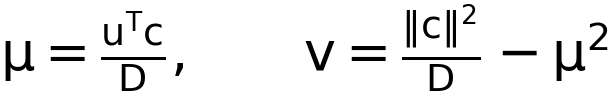 μ = uᵀc/D, v = ‖c‖²/D − μ²